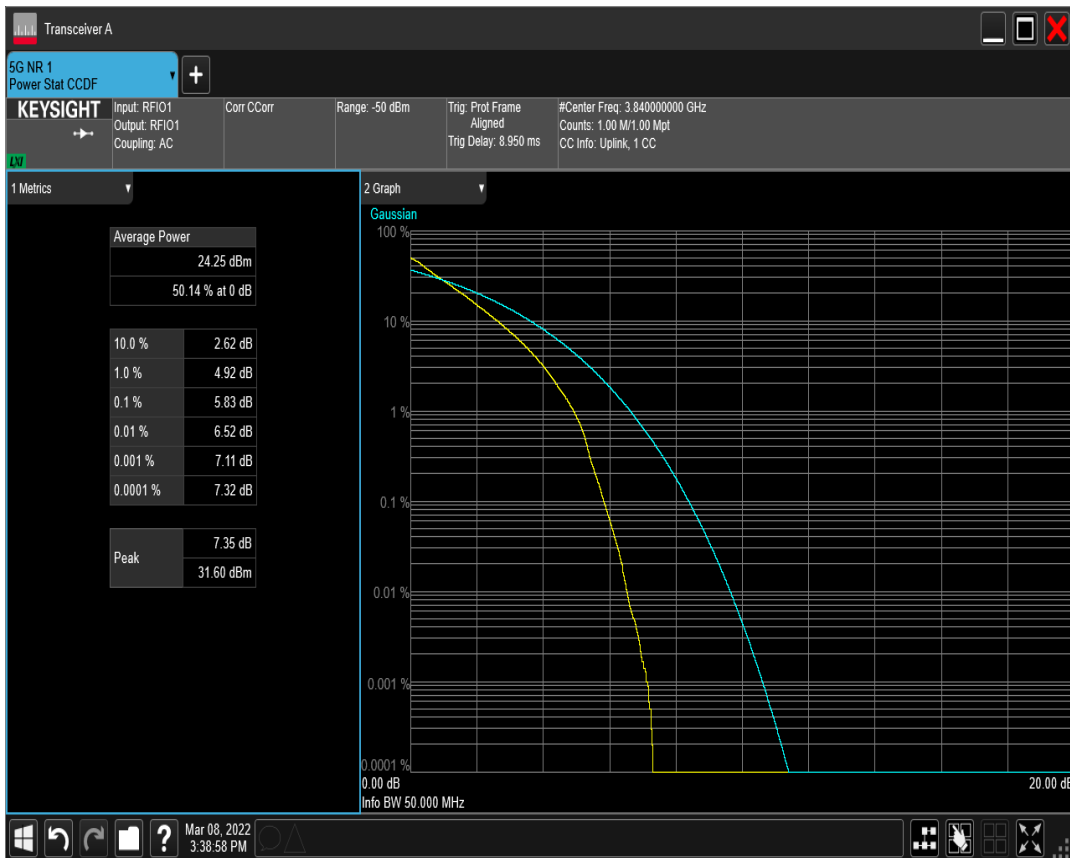 Transceiver A
5G NR 1
Power Stat CCDF
+
KEYSIGHT
LXI
Input: RFIO1
Output: RFIO1
Coupling: AC
Corr CCorr
Range: -50 dBm
Trig: Prot Frame
Aligned
Trig Delay: 8.950 ms
#Center Freq: 3.840000000 GHz
Counts: 1.00 M/1.00 Mpt
CC Info: Uplink, 1 CC
1 Metrics
Average Power
24.25 dBm
50.14 % at 0 dB
10.0 % 2.62 dB
1.0 % 4.92 dB
0.1 % 5.83 dB
0.01 % 6.52 dB
0.001 % 7.11 dB
0.0001 % 7.32 dB
Peak 7.35 dB
31.60 dBm
2 Graph
Gaussian
100 %
10 %
1 %
0.1 %
0.01 %
0.001 %
0.0001 %
0.00 dB 20.00 dB
Info BW 50.000 MHz
? Mar 08, 2022
3:38:58 PM